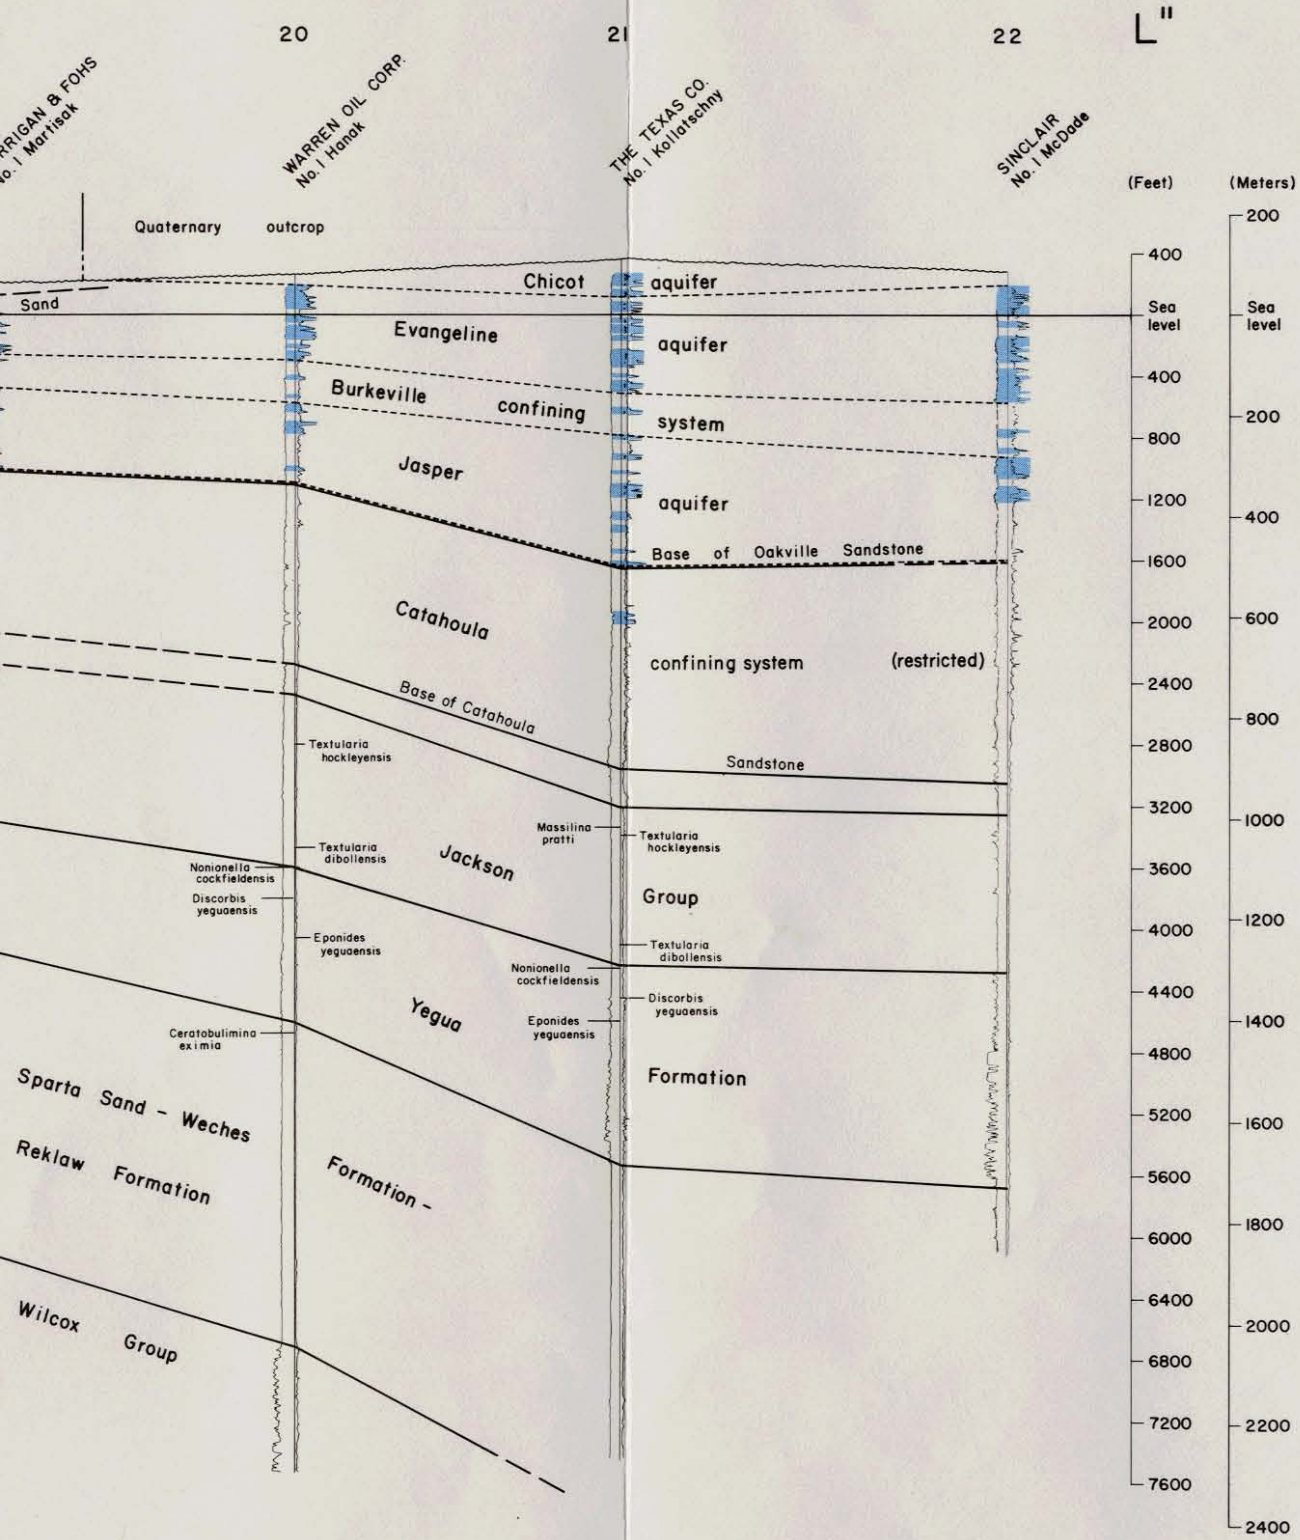 20
21
22
L"
RRIGAN & FOHS
No. 1 Martisak
WARREN OIL CORP.
No. 1 Hanak
THE TEXAS CO.
No. 1 Kollatschny
SINCLAIR
No. 1 McDade
(Feet)
(Meters)
200
Quaternary outcrop
400
Chicot aquifer
Sand
Sea
level
Sea
level
Evangeline aquifer
400
Burkeville confining system
200
800
Jasper aquifer
1200
400
Base of Oakville Sandstone
1600
Catahoula confining system (restricted)
2000
600
2400
Base of Catahoula Sandstone
800
2800
Textularia
hockleyensis
3200
1000
Massilina
pratti
Textularia
hockleyensis
Textularia
dibollensis
Jackson Group
3600
Nonionella
cockfieldensis
Discorbis
yeguaensis
1200
4000
Eponides
yeguaensis
Textularia
dibollensis
Nonionella
cockfieldensis
4400
Discorbis
yeguaensis
Eponides
yeguaensis
1400
Yegua Formation
Ceratobulimina
eximia
4800
Sparta Sand - Weches Formation -
5200
1600
Reklaw Formation
5600
1800
6000
6400
2000
Wilcox Group
6800
7200
2200
7600
2400